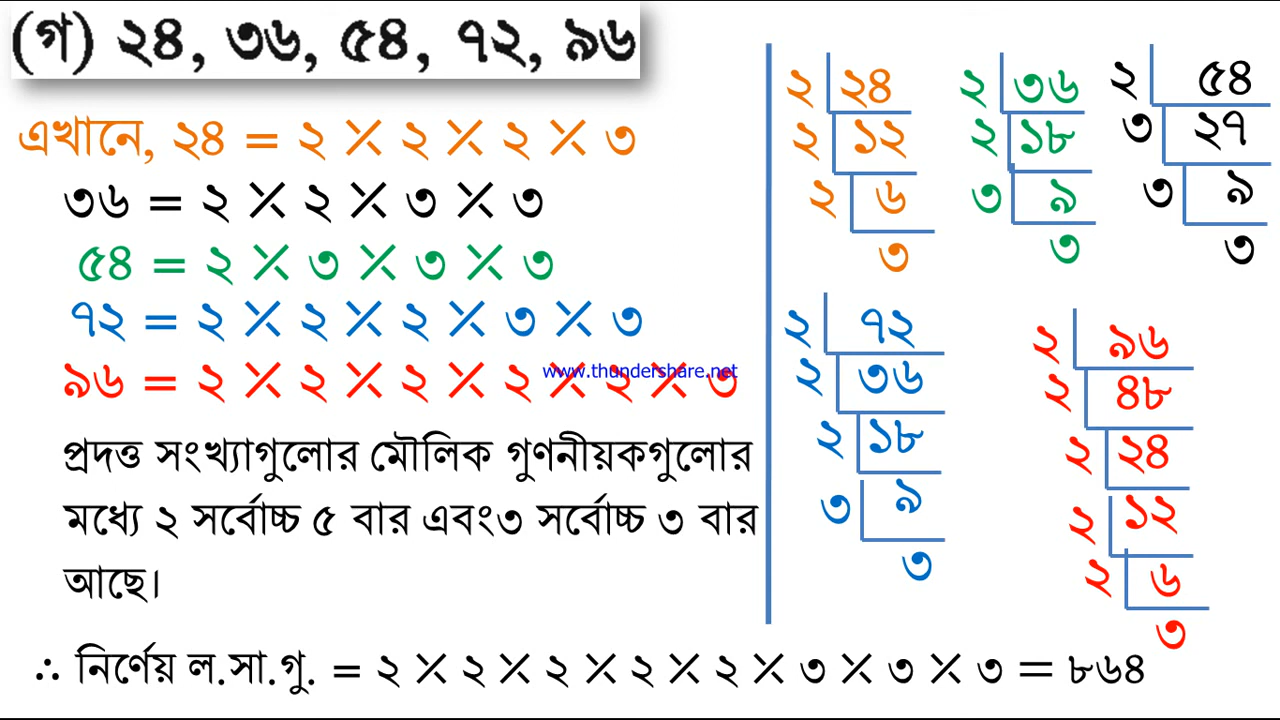 (গ) ২৪, ৩৬, ৫৪, ৭২, ৯৬
এখানে, ২৪ = ২ × ২ × ২ × ৩
৩৬ = ২ × ২ × ৩ × ৩
৫৪ = ২ × ৩ × ৩ × ৩
৭২ = ২ × ২ × ২ × ৩ × ৩
৯৬ = ২ × ২ × ২ × ২ × ২ × ৩
www.thundershare.net
প্রদত্ত সংখ্যাগুলোর মৌলিক গুণনীয়কগুলোর
মধ্যে ২ সর্বোচ্চ ৫ বার এবং৩ সর্বোচ্চ ৩ বার
আছে।
২ ২৪
২ ১২
২ ৬
৩
২ ৩৬
২ ১৮
৩ ৯
৩
২ ৫৪
৩ ২৭
৩ ৯
৩
২ ৭২
২ ৩৬
২ ১৮
৩ ৯
৩
২ ৯৬
২ ৪৮
২ ২৪
২ ১২
২ ৬
৩
∴ নির্ণেয় ল.সা.গু. = ২ × ২ × ২ × ২ × ২ × ৩ × ৩ × ৩ = ৮৬৪